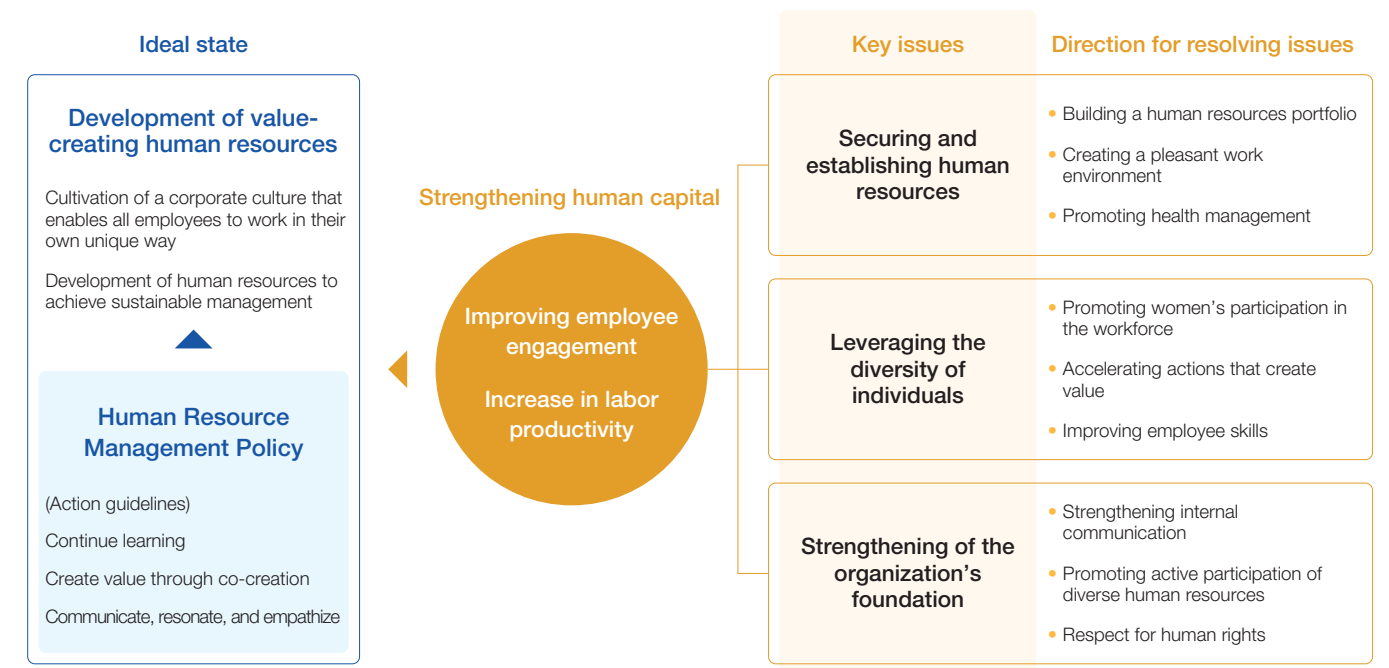 Ideal state
Development of value-
creating human resources
Cultivation of a corporate culture that
enables all employees to work in their
own unique way
Development of human resources to
achieve sustainable management
Human Resource
Management Policy
(Action guidelines)
Continue learning
Create value through co-creation
Communicate, resonate, and empathize
Strengthening human capital
Improving employee
engagement
Increase in labor
productivity
Key issues
Direction for resolving issues
Securing and
establishing human
resources
• Building a human resources portfolio
• Creating a pleasant work
environment
• Promoting health management
Leveraging the
diversity of
individuals
• Promoting women’s participation in
the workforce
• Accelerating actions that create
value
• Improving employee skills
Strengthening of the
organization’s
foundation
• Strengthening internal
communication
• Promoting active participation of
diverse human resources
• Respect for human rights